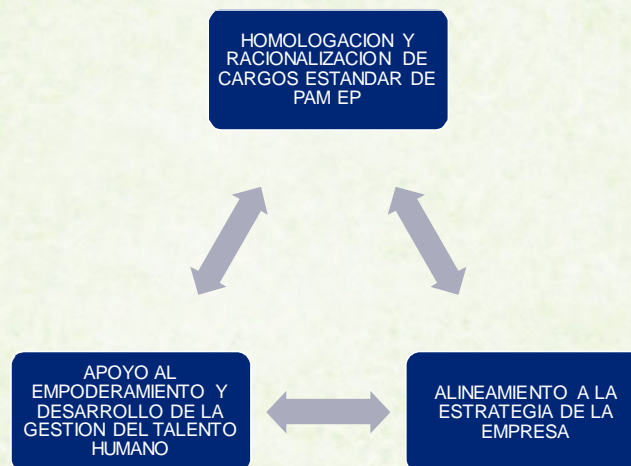 HOMOLOGACION Y
RACIONALIZACION DE
CARGOS ESTANDAR DE
PAM EP
APOYO AL
EMPODERAMIENTO Y
DESARROLLO DE LA
GESTION DEL TALENTO
HUMANO
ALINEAMIENTO A LA
ESTRATEGIA DE LA
EMPRESA